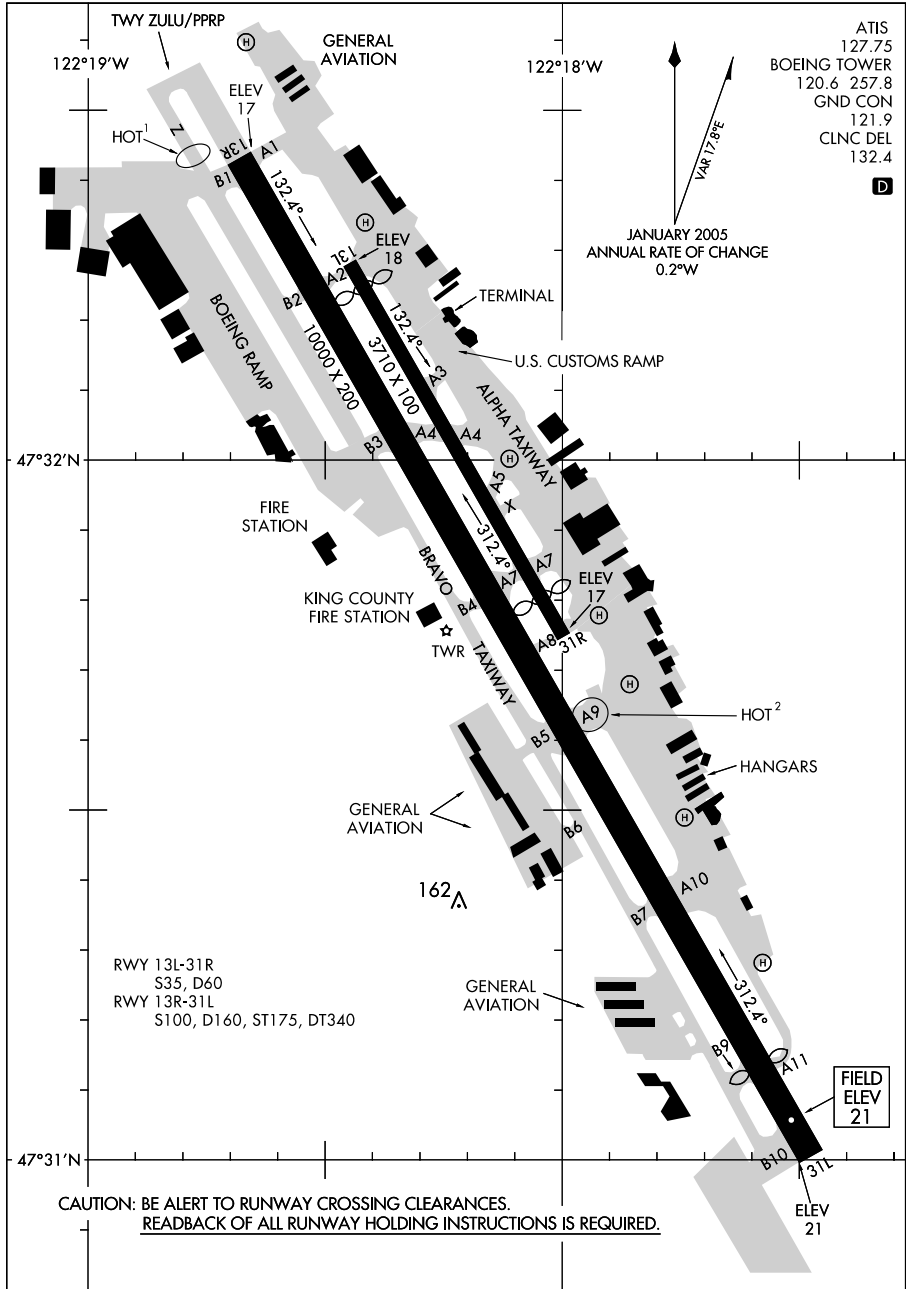 TWY ZULU/PPRP
GENERAL
AVIATION
ATIS
127.75
BOEING TOWER
120.6 257.8
GND CON
121.9
CLNC DEL
132.4
D
122°19'W
122°18'W
H
ELEV
17
HOT1
Z
13R
A1
B1
132.4°
VAR 17.8°E
JANUARY 2005
ANNUAL RATE OF CHANGE
0.2°W
H
13L
ELEV
18
A2
B2
TERMINAL
132.4°
BOEING RAMP
10000 X 200
3710 X 100
U.S. CUSTOMS RAMP
A3
ALPHA TAXIWAY
B3
A4
A4
47°32'N
H
A5
X
FIRE
STATION
312.4°
BRAVO
A7
A7
ELEV
17
KING COUNTY
FIRE STATION
B4
H
TWR
A8
31R
TAXIWAY
H
A9
HOT2
B5
HANGARS
GENERAL
AVIATION
B6
H
162
A10
B7
RWY 13L-31R
S35, D60
RWY 13R-31L
S100, D160, ST175, DT340
H
GENERAL
AVIATION
312.4°
B9
A11
FIELD
ELEV
21
47°31'N
B10
31L
ELEV
21
CAUTION: BE ALERT TO RUNWAY CROSSING CLEARANCES.
READBACK OF ALL RUNWAY HOLDING INSTRUCTIONS IS REQUIRED.